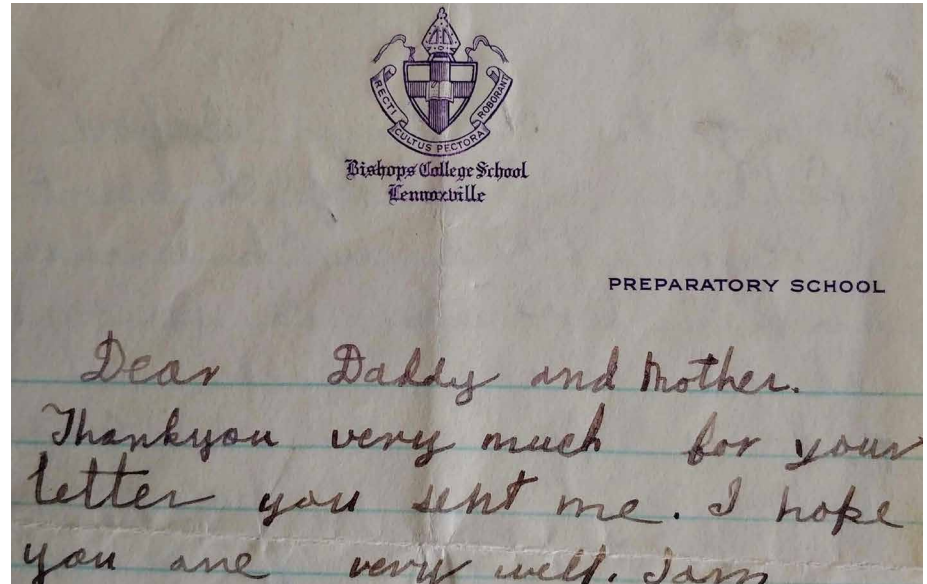 RECTI CULTUS PECTORA ROBORANT
Bishops College School
Lennoxville
PREPARATORY SCHOOL
Dear Daddy and Mother.
Thankyou very much for your
letter you sent me. I hope
you are very well. I am